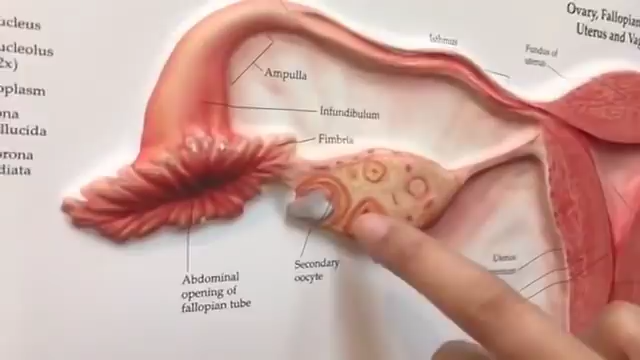 ucleus
ucleolus
2x)
oplasm
ona
llucida
orona
diata
Ovary, Fallopian
Uterus and Vag
Isthmus
Fundus of
uterus
Ampulla
Infundibulum
Fimbria
Secondary
oocyte
Abdominal
opening of
fallopian tube
Uterus